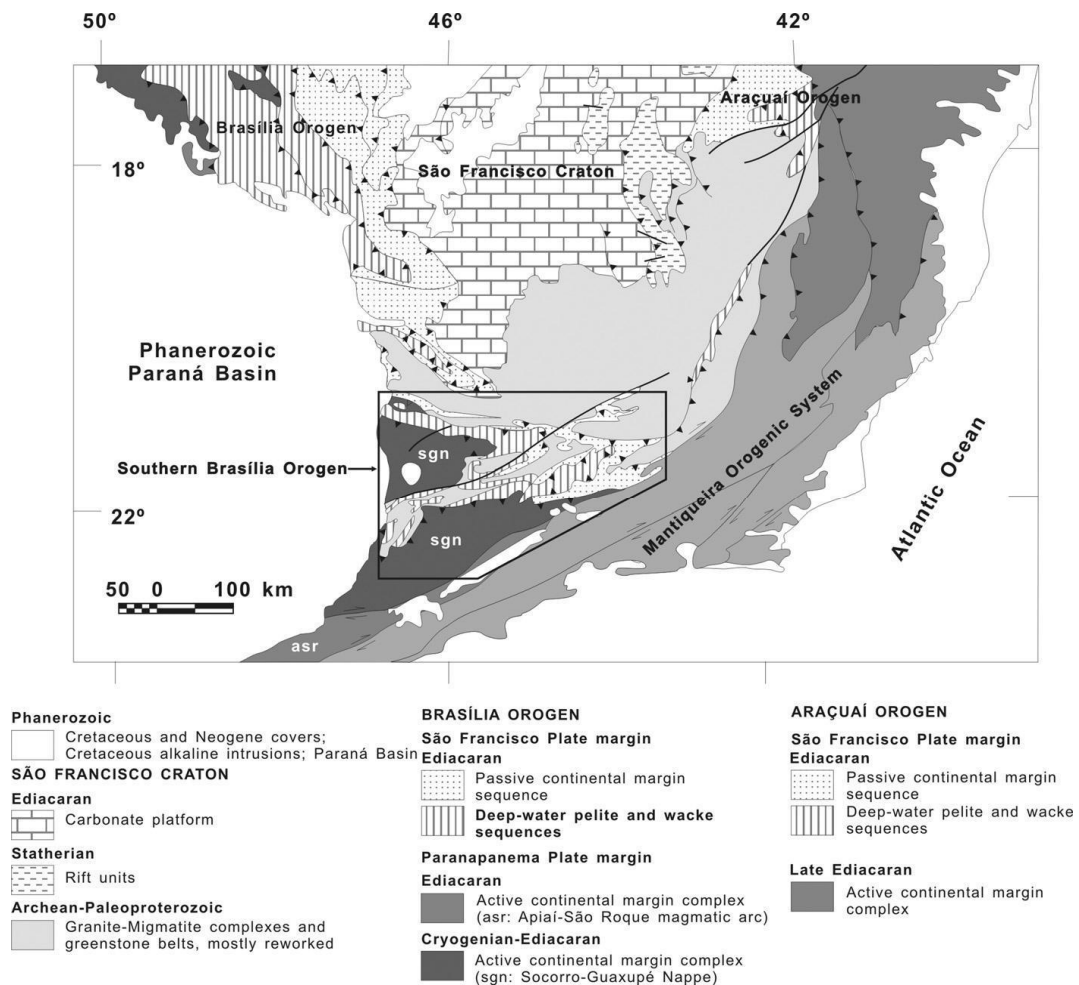 50º
46º
42º
Araçuaí Orogen
Brasília Orogen
18º
São Francisco Craton
Phanerozoic
Paraná Basin
Southern Brasília Orogen
sgn
22º
sgn
Mantiqueira Orogenic System
Atlantic Ocean
50 0 100 km
asr
Phanerozoic
Cretaceous and Neogene covers;
Cretaceous alkaline intrusions; Paraná Basin
SÃO FRANCISCO CRATON
Ediacaran
Carbonate platform
Statherian
Rift units
Archean-Paleoproterozoic
Granite-Migmatite complexes and
greenstone belts, mostly reworked
BRASÍLIA OROGEN
São Francisco Plate margin
Ediacaran
Passive continental margin
sequence
Deep-water pelite and wacke
sequences
Paranapanema Plate margin
Ediacaran
Active continental margin complex
(asr: Apiaí-São Roque magmatic arc)
Cryogenian-Ediacaran
Active continental margin complex
(sgn: Socorro-Guaxupé Nappe)
ARAÇUAÍ OROGEN
São Francisco Plate margin
Ediacaran
Passive continental margin
sequence
Deep-water pelite and wacke
sequences
Late Ediacaran
Active continental margin
complex